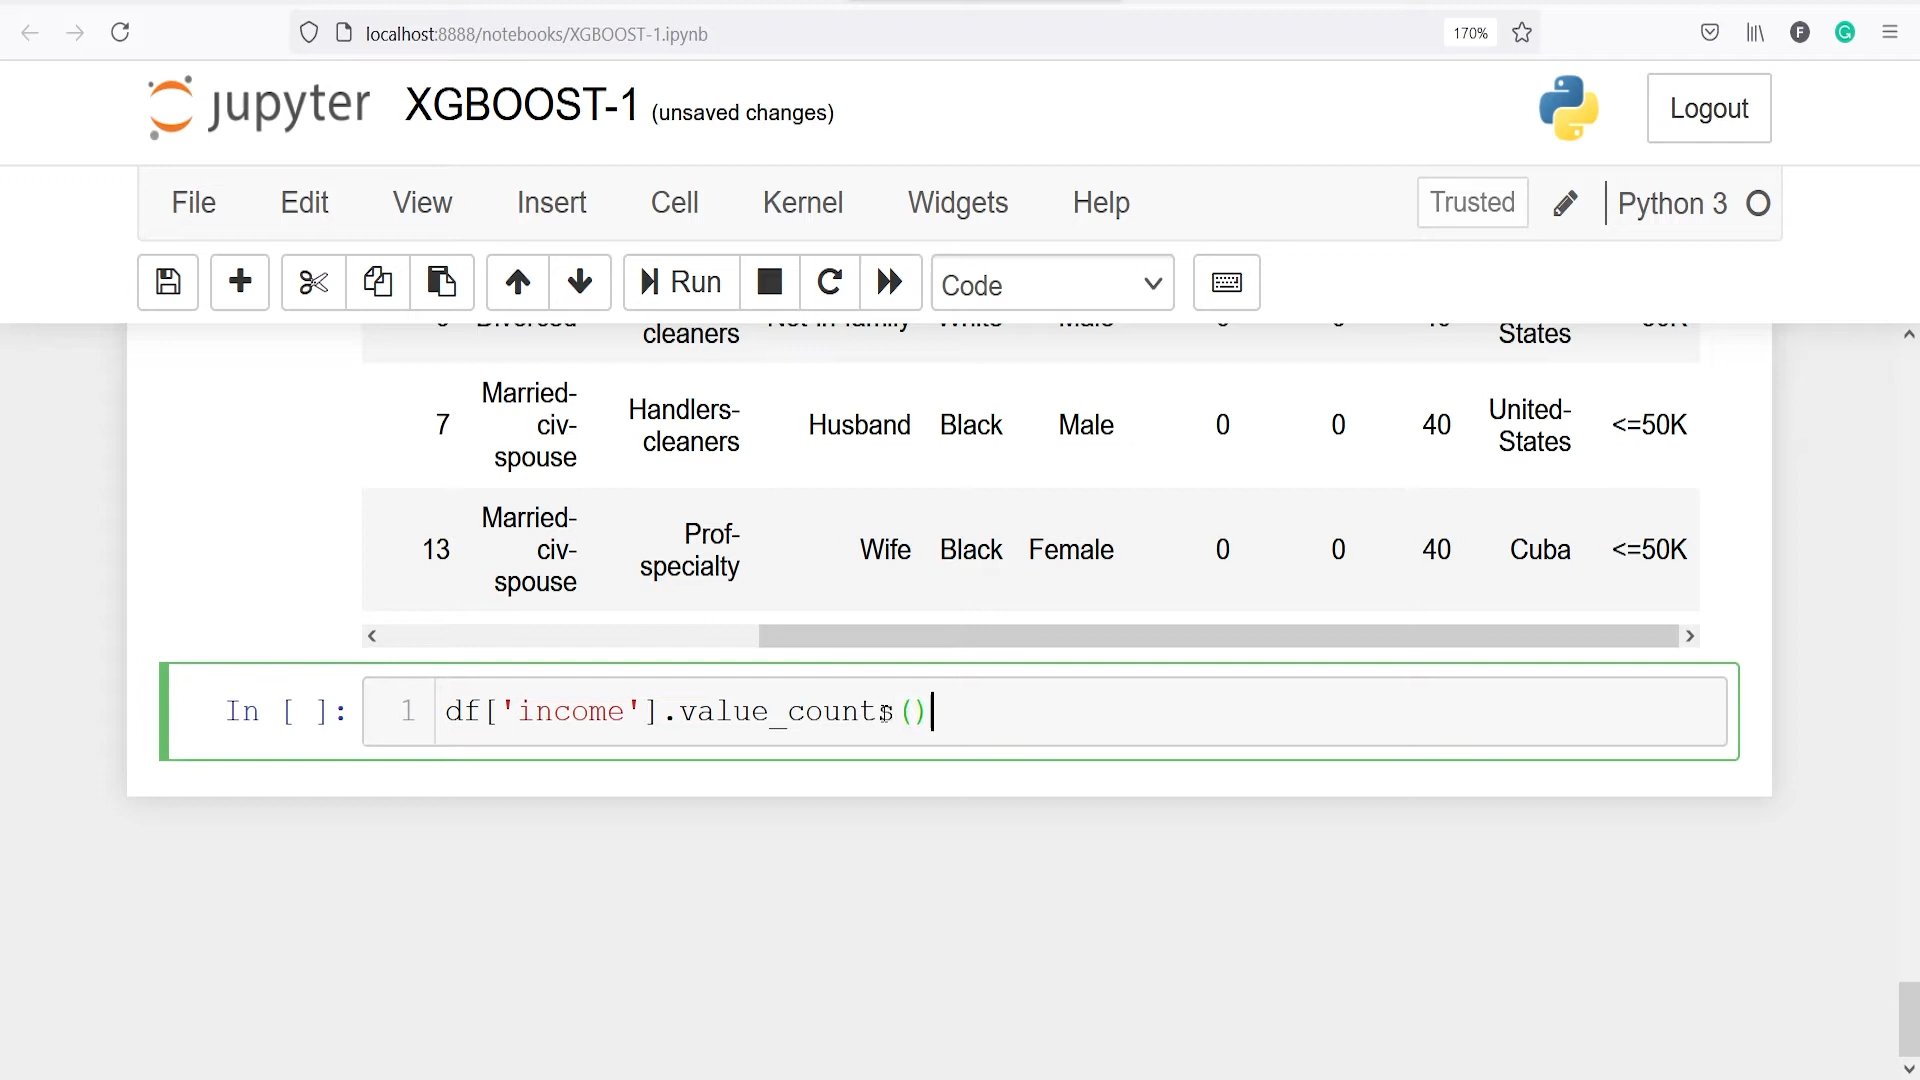 localhost:8888/notebooks/XGBOOST-1.ipynb
170%
F
G
jupyter XGBOOST-1 (unsaved changes)
Logout
File Edit View Insert Cell Kernel Widgets Help
Trusted
Python 3
Run
Code
cleaners
States
7 Married-civ-spouse Handlers-cleaners Husband Black Male 0 0 40 United-States <=50K
13 Married-civ-spouse Prof-specialty Wife Black Female 0 0 40 Cuba <=50K
In [ ]: 1 df['income'].value_counts()